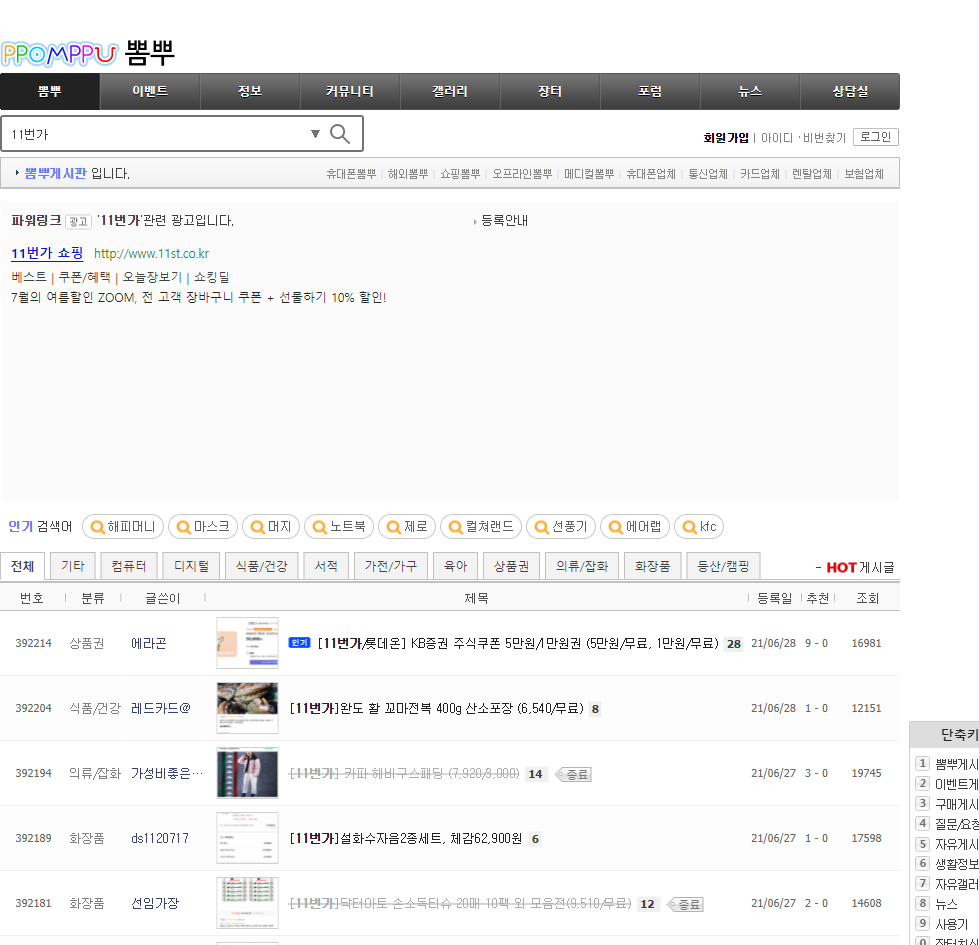 PPOMPPU 뽐뿌
뽐뿌 이벤트 정보 커뮤니티 갤러리 장터 포럼 뉴스 상담실
11번가 ▼
회원가입 | 아이디 · 비번찾기 로그인
뽐뿌게시판 입니다.
휴대폰뽐뿌 | 해외뽐뿌 | 쇼핑뽐뿌 | 오프라인뽐뿌 | 메디컬뽐뿌 | 휴대폰업체 | 통신업체 | 카드업체 | 렌탈업체 | 보험업체
파워링크 광고 '11번가'관련 광고입니다.
등록안내
11번가 쇼핑 http://www.11st.co.kr
베스트 | 쿠폰/혜택 | 오늘장보기 | 쇼킹딜
7월의 여름할인 ZOOM, 전 고객 장바구니 쿠폰 + 선물하기 10% 할인!
인기 검색어 해피머니 마스크 머지 노트북 제로 컬쳐랜드 선풍기 에어랩 kfc
전체 기타 컴퓨터 디지털 식품/건강 서적 가전/가구 육아 상품권 의류/잡화 화장품 등산/캠핑
- HOT 게시글
번호 | 분류 | 글쓴이 | 제목 | 등록일 | 추천 | 조회
392214 상품권 에라곤 인기 [11번가/롯데온] KB증권 주식쿠폰 5만원/1만원권 (5만원/무료, 1만원/무료) 28 21/06/28 9 - 0 16981
392204 식품/건강 레드카드@ [11번가]완도 활 꼬마전복 400g 산소포장 (6,540/무료) 8 21/06/28 1 - 0 12151
392194 의류/잡화 가성비좋은… [11번가] 카파 헤비구스패딩 (7,920/9,900) 14 종료 21/06/27 3 - 0 19745
392189 화장품 ds1120717 [11번가]설화수자음2종세트, 체감62,900원 6 21/06/27 1 - 0 17598
392181 화장품 선임가장 [11번가]닥터아토 손소독티슈 20매 10팩 외 모음전(9,510/무료) 12 종료 21/06/27 2 - 0 14608
단축키
1 뽐뿌게시
2 이벤트게
3 구매게시
4 질문/요청
5 자유게시
6 생활정보
7 자유갤러
8 뉴스
9 사용기
0 장터치시